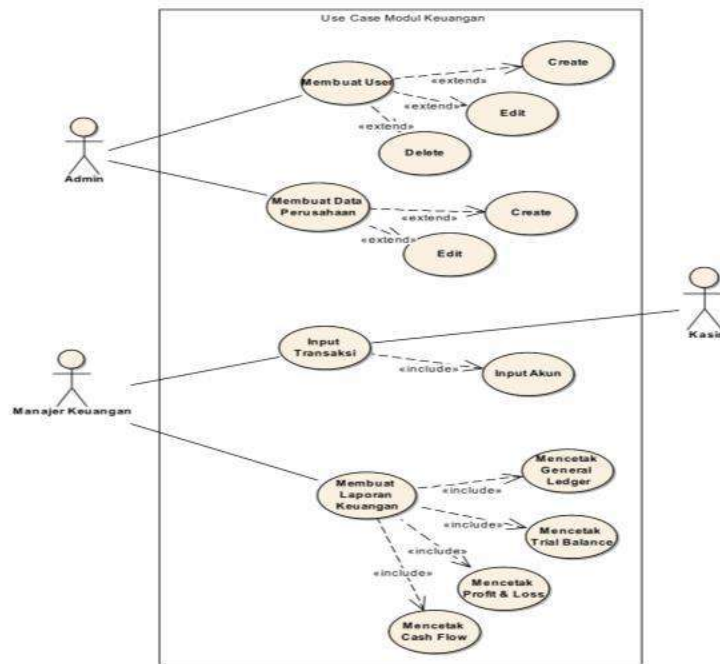 Use Case Modul Keuangan
Membuat User
«extend»
Create
«extend»
Edit
«extend»
Delete
Admin
Membuat Data
Perusahaan
«extend»
Create
«extend»
Edit
Kasir
Input
Transaksi
«include»
Input Akun
Manajer Keuangan
Membuat
Laporan
Keuangan
«include»
Mencetak
General
Ledger
«include»
Mencetak
Trial Balance
«include»
Mencetak
Profit & Loss
«include»
Mencetak
Cash Flow